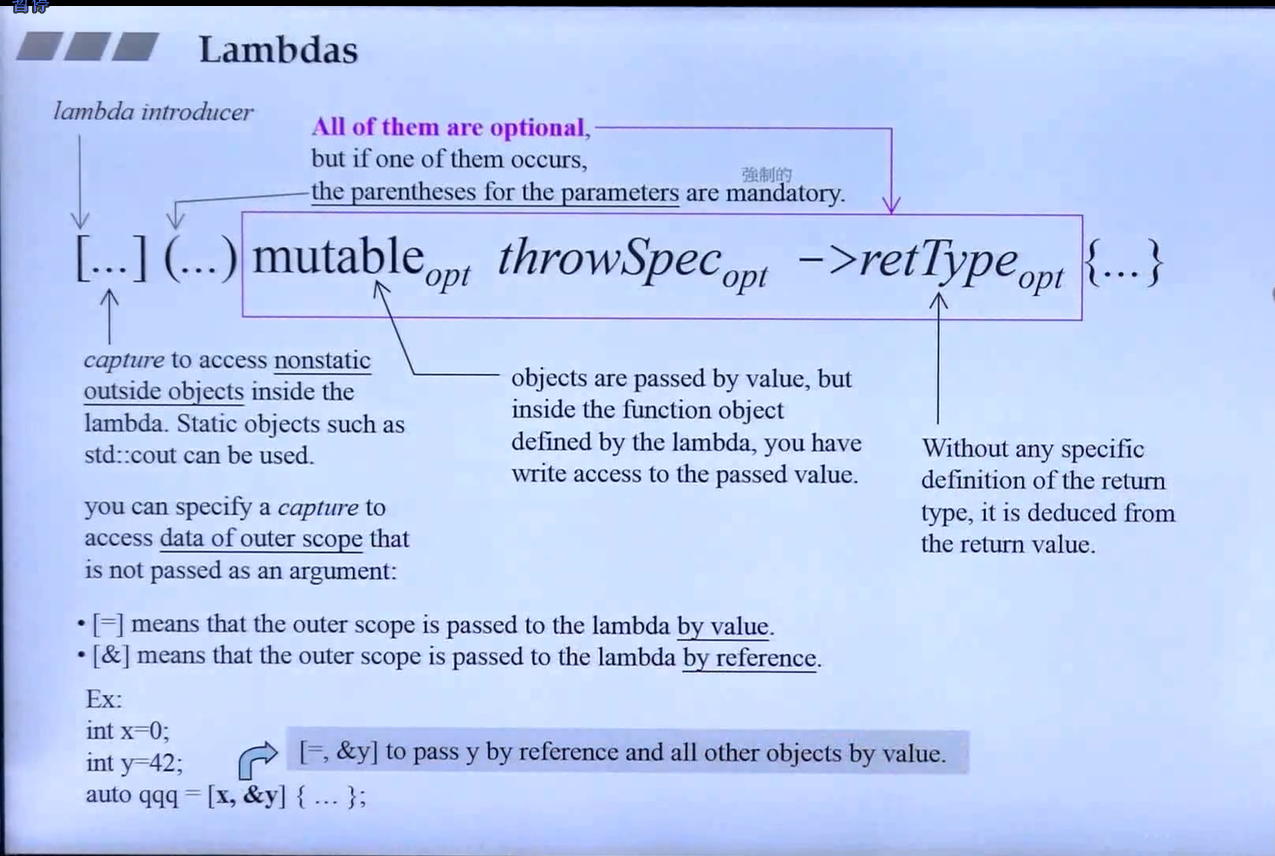 暂停
Lambdas
lambda introducer
All of them are optional,
but if one of them occurs,
強制的
the parentheses for the parameters are mandatory.
[...] (...) mutable opt throwSpec opt ->retType opt {...}
capture to access nonstatic
outside objects inside the
lambda. Static objects such as
std::cout can be used.
objects are passed by value, but
inside the function object
defined by the lambda, you have
write access to the passed value.
Without any specific
definition of the return
type, it is deduced from
the return value.
you can specify a capture to
access data of outer scope that
is not passed as an argument:
• [=] means that the outer scope is passed to the lambda by value.
• [&] means that the outer scope is passed to the lambda by reference.
Ex:
int x=0;
int y=42;
[=, &y] to pass y by reference and all other objects by value.
auto qqq = [x, &y] { ... };